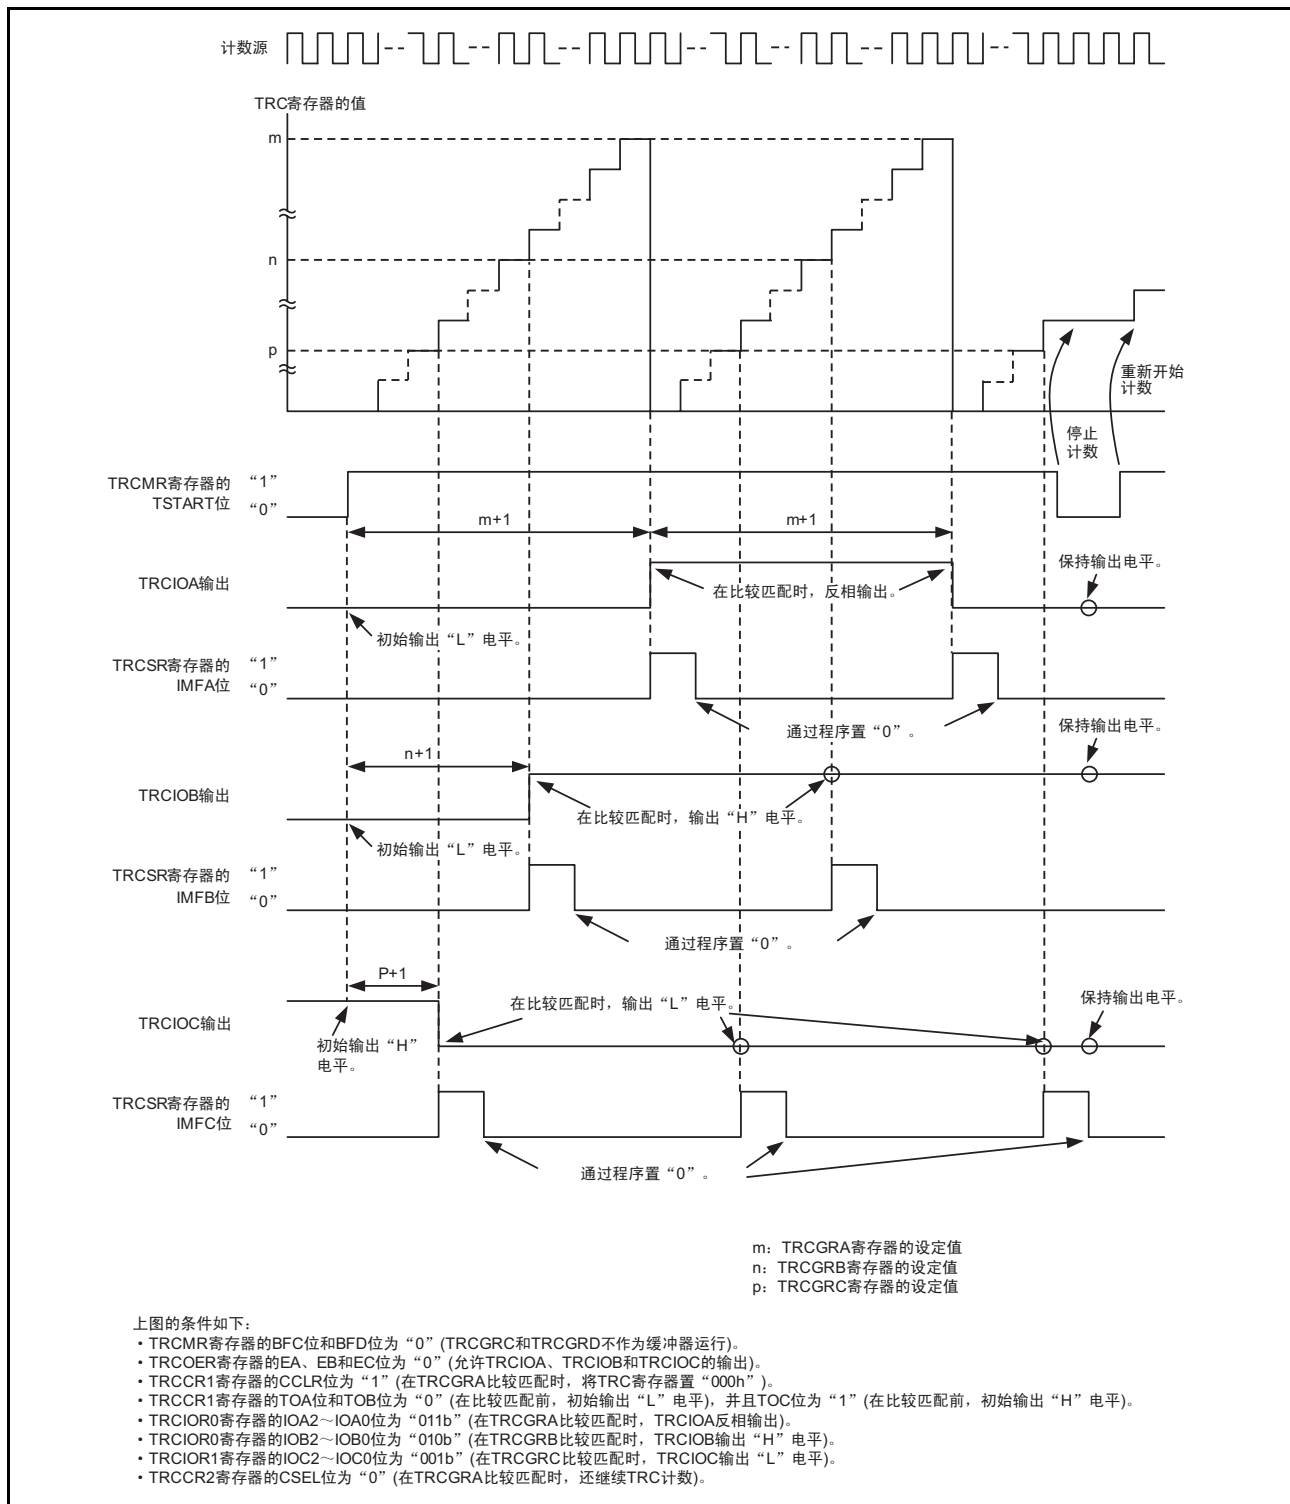 计数源
TRC寄存器的值
m
n
p
重新开始
计数
停止
计数
TRCMR寄存器的 “1”
TSTART位 “0”
m+1
m+1
TRCIOA输出
在比较匹配时，反相输出。
保持输出电平。
初始输出“L”电平。
TRCSR寄存器的 “1”
IMFA位 “0”
通过程序置“0”。
保持输出电平。
n+1
TRCIOB输出
在比较匹配时，输出“H”电平。
初始输出“L”电平。
TRCSR寄存器的 “1”
IMFB位 “0”
通过程序置“0”。
P+1
在比较匹配时，输出“L”电平。
保持输出电平。
TRCIOC输出
初始输出“H”
电平。
TRCSR寄存器的 “1”
IMFC位 “0”
通过程序置“0”。
m：TRCGRA寄存器的设定值
n：TRCGRB寄存器的设定值
p：TRCGRC寄存器的设定值
上图的条件如下：
・TRCMR寄存器的BFC位和BFD位为“0”(TRCGRC和TRCGRD不作为缓冲器运行)。
・TRCOER寄存器的EA、EB和EC位为“0”(允许TRCIOA、TRCIOB和TRCIOC的输出)。
・TRCCR1寄存器的CCLR位为“1”(在TRCGRA比较匹配时，将TRC寄存器置“000h”)。
・TRCCR1寄存器的TOA位和TOB位为“0”(在比较匹配前，初始输出“L”电平)，并且TOC位为“1”(在比较匹配前，初始输出“H”电平)。
・TRCIOR0寄存器的IOA2～IOA0位为“011b”(在TRCGRA比较匹配时，TRCIOA反相输出)。
・TRCIOR0寄存器的IOB2～IOB0位为“010b”(在TRCGRB比较匹配时，TRCIOB输出“H”电平)。
・TRCIOR1寄存器的IOC2～IOC0位为“001b”(在TRCGRC比较匹配时，TRCIOC输出“L”电平)。
・TRCCR2寄存器的CSEL位为“0”(在TRCGRA比较匹配时，还继续TRC计数)。